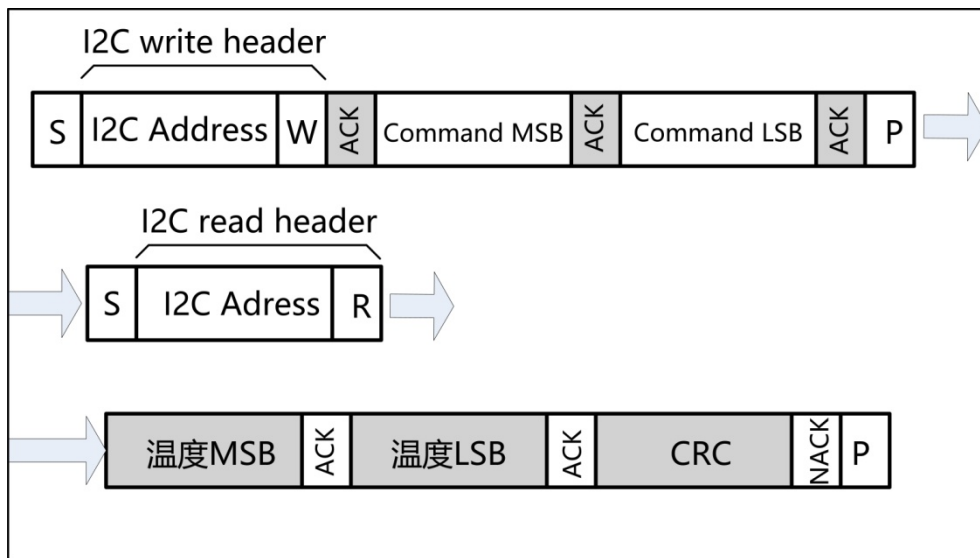 I2C write header
S I2C Address W ACK Command MSB ACK Command LSB ACK P
I2C read header
S I2C Adress R
温度MSB ACK 温度LSB ACK CRC NACK P